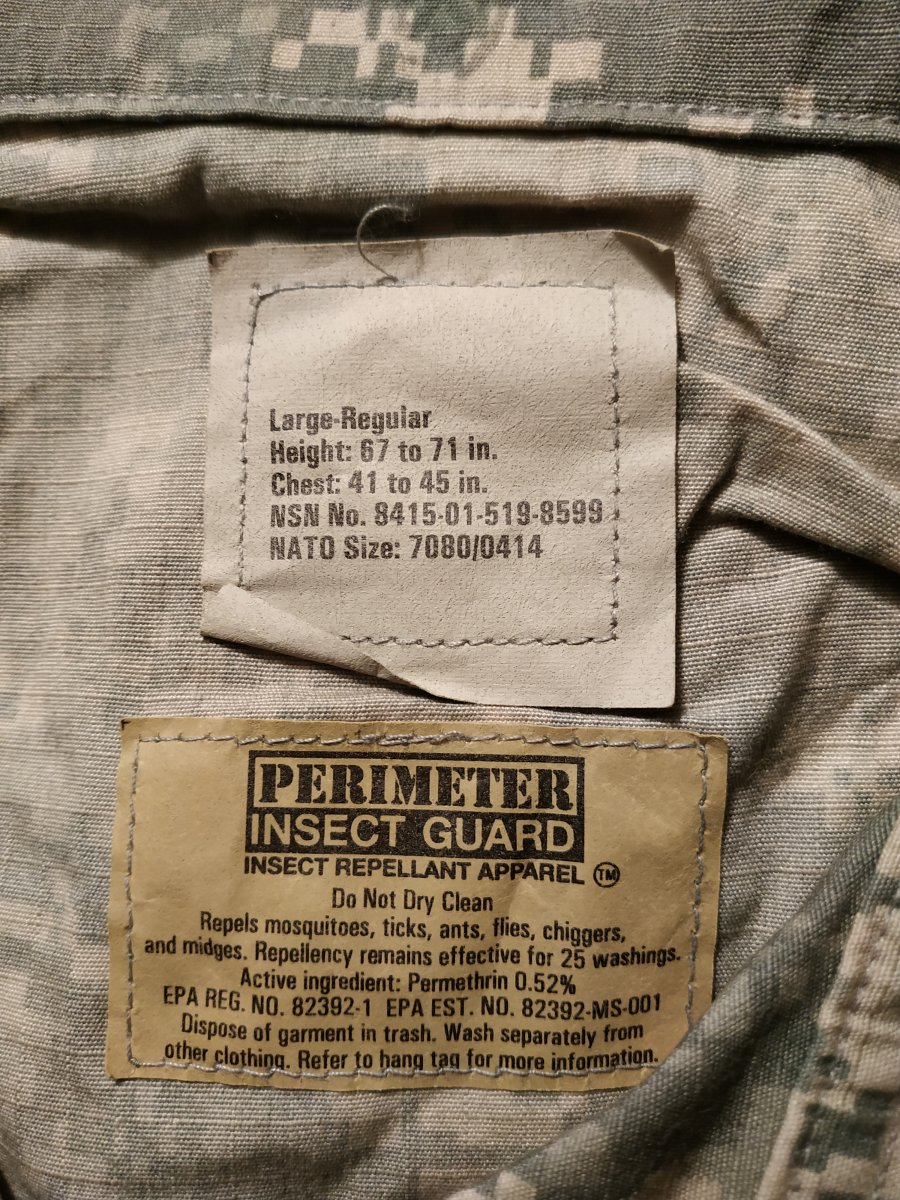 Large-Regular
Height: 67 to 71 in.
Chest: 41 to 45 in.
NSN No. 8415-01-519-8599
NATO Size: 7080/0414
PERIMETER
INSECT GUARD
INSECT REPELLANT APPAREL ™
Do Not Dry Clean
Repels mosquitoes, ticks, ants, flies, chiggers,
and midges. Repellency remains effective for 25 washings.
Active ingredient: Permethrin 0.52%
EPA REG. NO. 82392-1 EPA EST. NO. 82392-MS-001
Dispose of garment in trash. Wash separately from
other clothing. Refer to hang tag for more information.